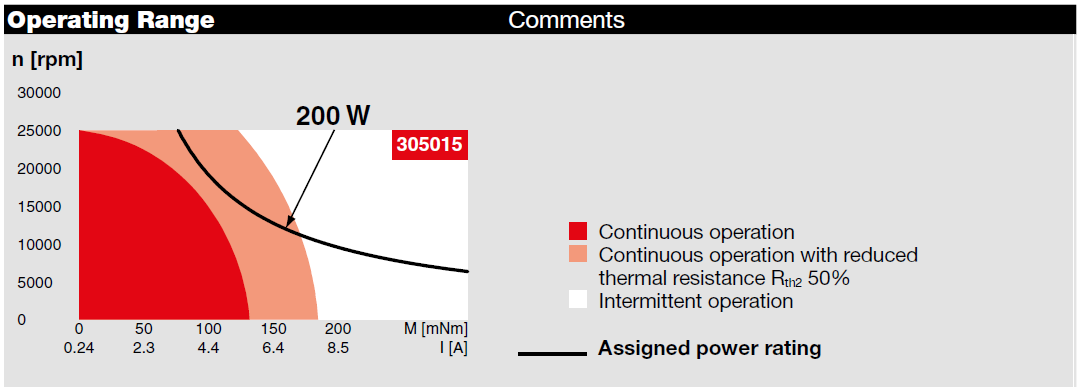 Operating Range Comments
n [rpm]
30000
200 W
25000
305015
20000
15000
10000
5000
0
0 50 100 150 200 M [mNm]
0.24 2.3 4.4 6.4 8.5 I [A]
Continuous operation
Continuous operation with reduced
thermal resistance Rth2 50%
Intermittent operation
Assigned power rating